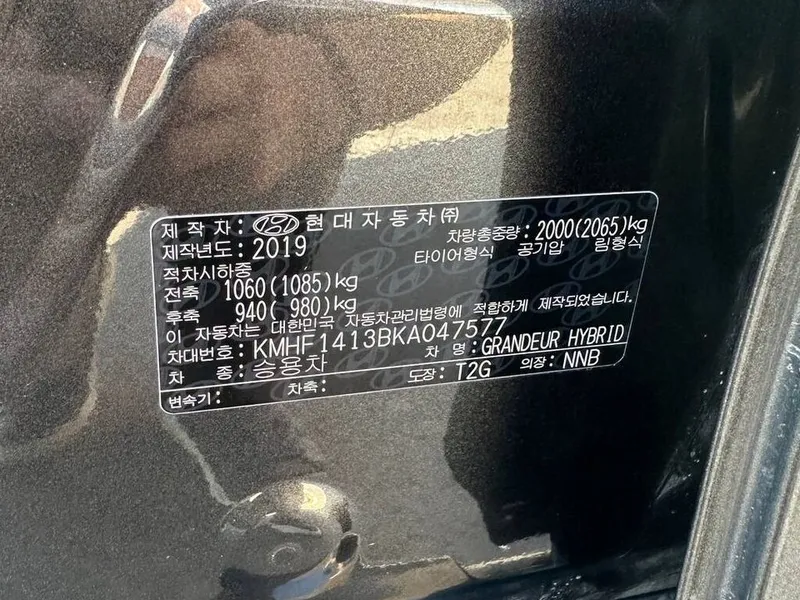 제 작 자 : 현대자동차㈜
제작년도 : 2019 차량총중량 : 2000(2065)kg
적차시하중 타이어형식 공기압 림형식
전축 1060(1085)kg
후축 940( 980)kg
이 자동차는 대한민국 자동차관리법령에 적합하게 제작되었습니다.
차대번호 : KMHF1413BKA047577 차 명 : GRANDEUR HYBRID
차 종 : 승용차 도장 : T2G 의장 : NNB
변속기 : 차축 :